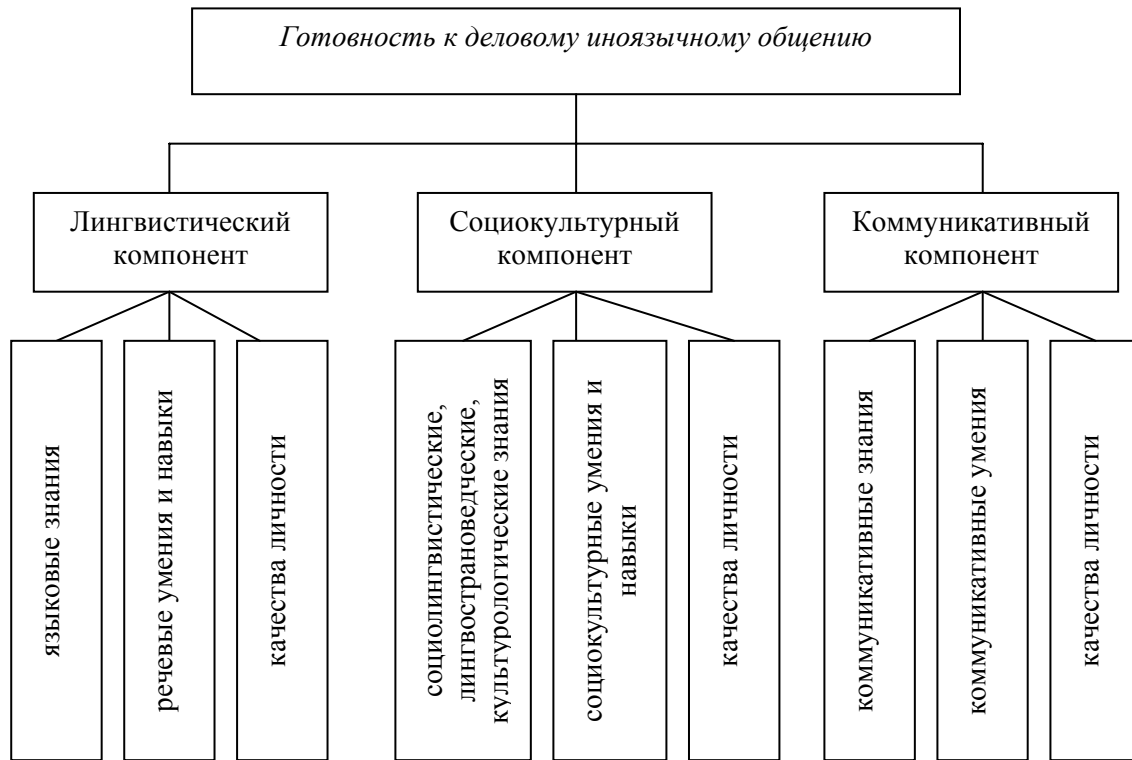 Готовность к деловому иноязычному общению
Лингвистический
компонент
Социокультурный
компонент
Коммуникативный
компонент
языковые знания
речевые умения и навыки
качества личности
социолингвистические,
лингвострановедческие,
культурологические знания
социокультурные умения и
навыки
качества личности
коммуникативные знания
коммуникативные умения
качества личности